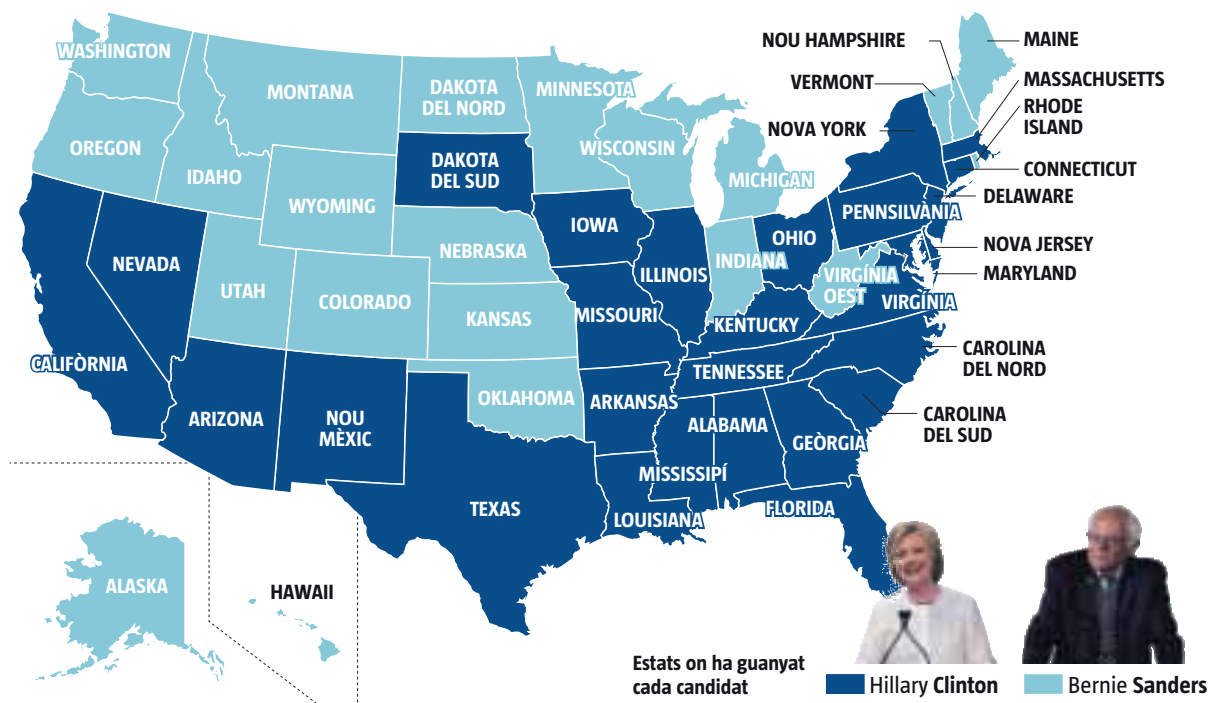 WASHINGTON
MONTANA
DAKOTA
DEL NORD
MINNESOTA
NOU HAMPSHIRE
MAINE
VERMONT
MASSACHUSETTS
RHODE
ISLAND
NOVA YORK
OREGON
IDAHO
WYOMING
DAKOTA
DEL SUD
WISCONSIN
MICHIGAN
CONNECTICUT
DELAWARE
PENNSILVÀNIA
NEVADA
UTAH
COLORADO
NEBRASKA
IOWA
ILLINOIS
INDIANA
OHIO
NOVA JERSEY
MARYLAND
VIRGÍNIA
OEST
VIRGÍNIA
KANSAS
MISSOURI
KENTUCKY
CALIFÒRNIA
ARIZONA
NOU
MÈXIC
OKLAHOMA
ARKANSAS
TENNESSEE
CAROLINA
DEL NORD
CAROLINA
DEL SUD
ALABAMA
GEÒRGIA
MISSISSIPÍ
TEXAS
LOUISIANA
FLORIDA
ALASKA
HAWAII
Estats on ha guanyat
cada candidat
Hillary Clinton
Bernie Sanders